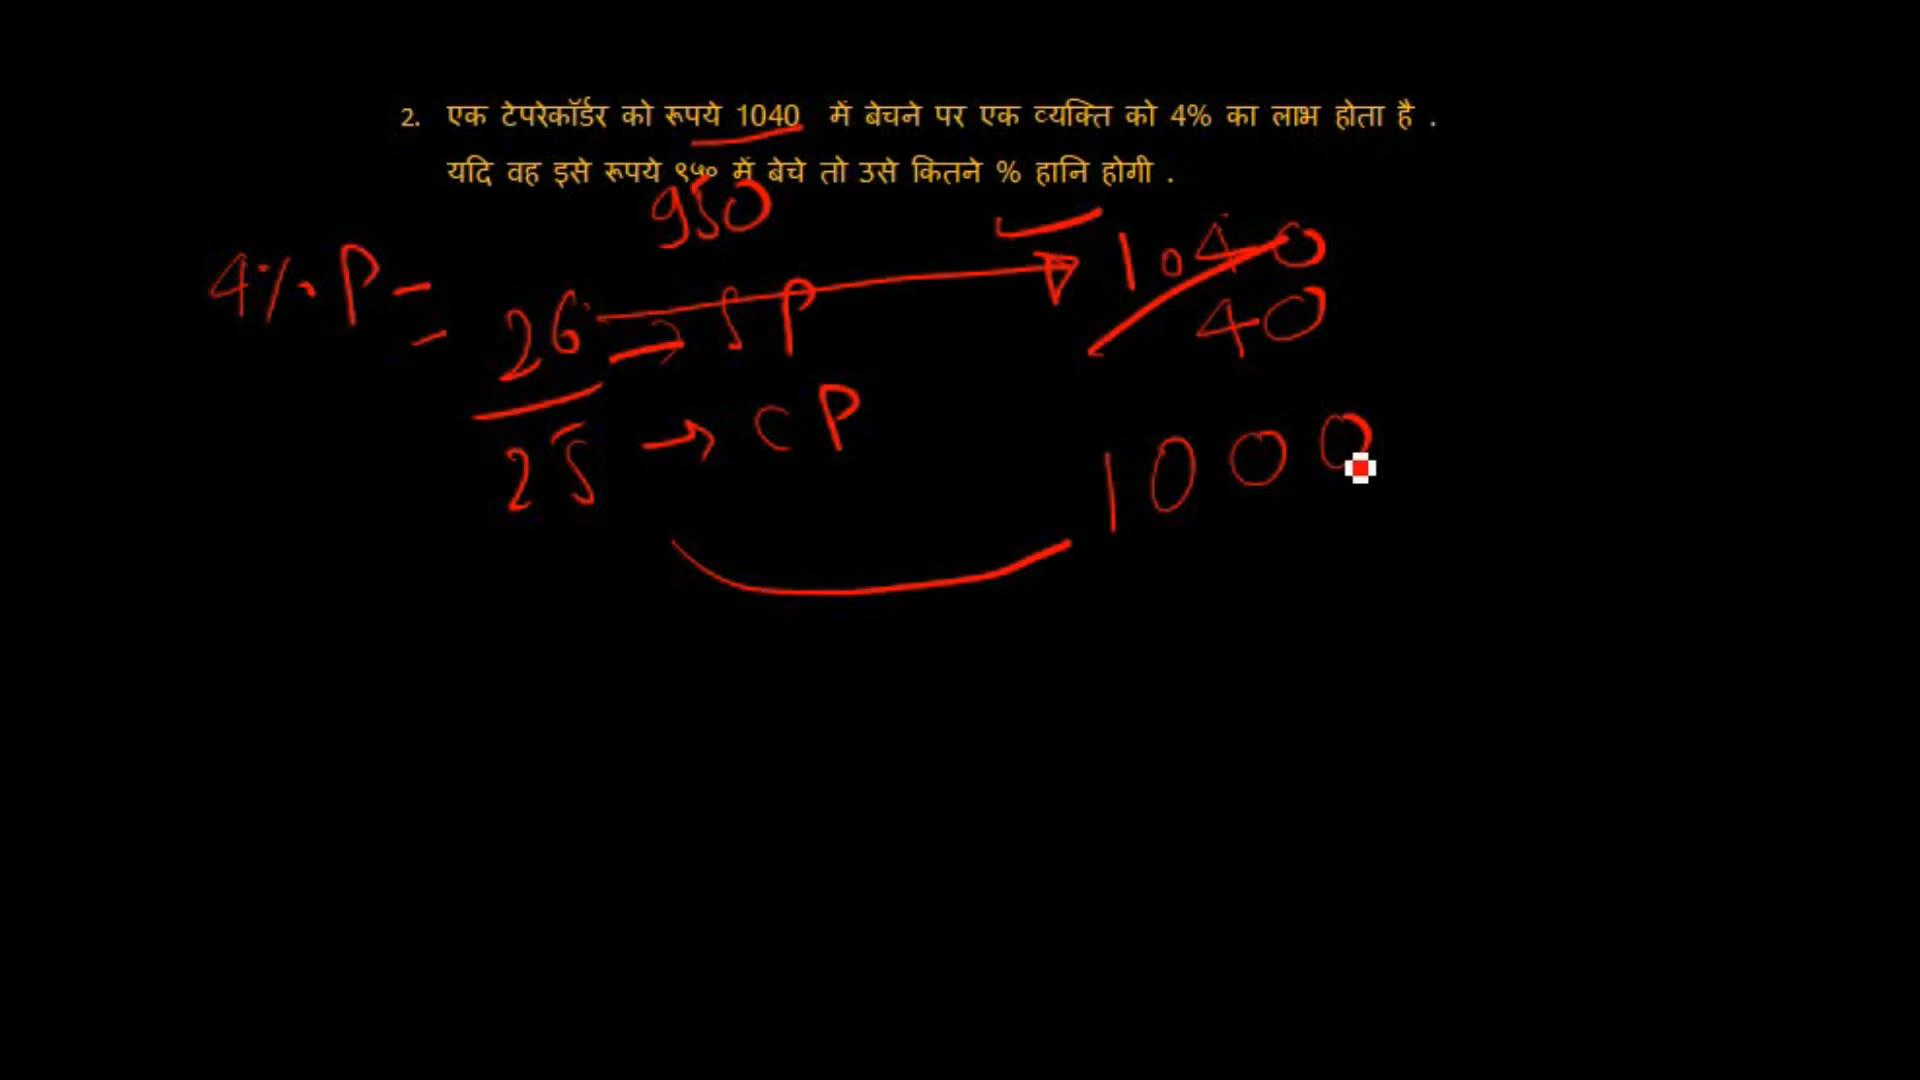 2. एक टेपरेकॉर्डर को रूपये 1040 में बेचने पर एक व्यक्ति को 4% का लाभ होता है .
यदि वह इसे रूपये ९५० में बेचे तो उसे कितने % हानि होगी .
950
4% P = 26 → SP 1040
40
25 → CP 1000